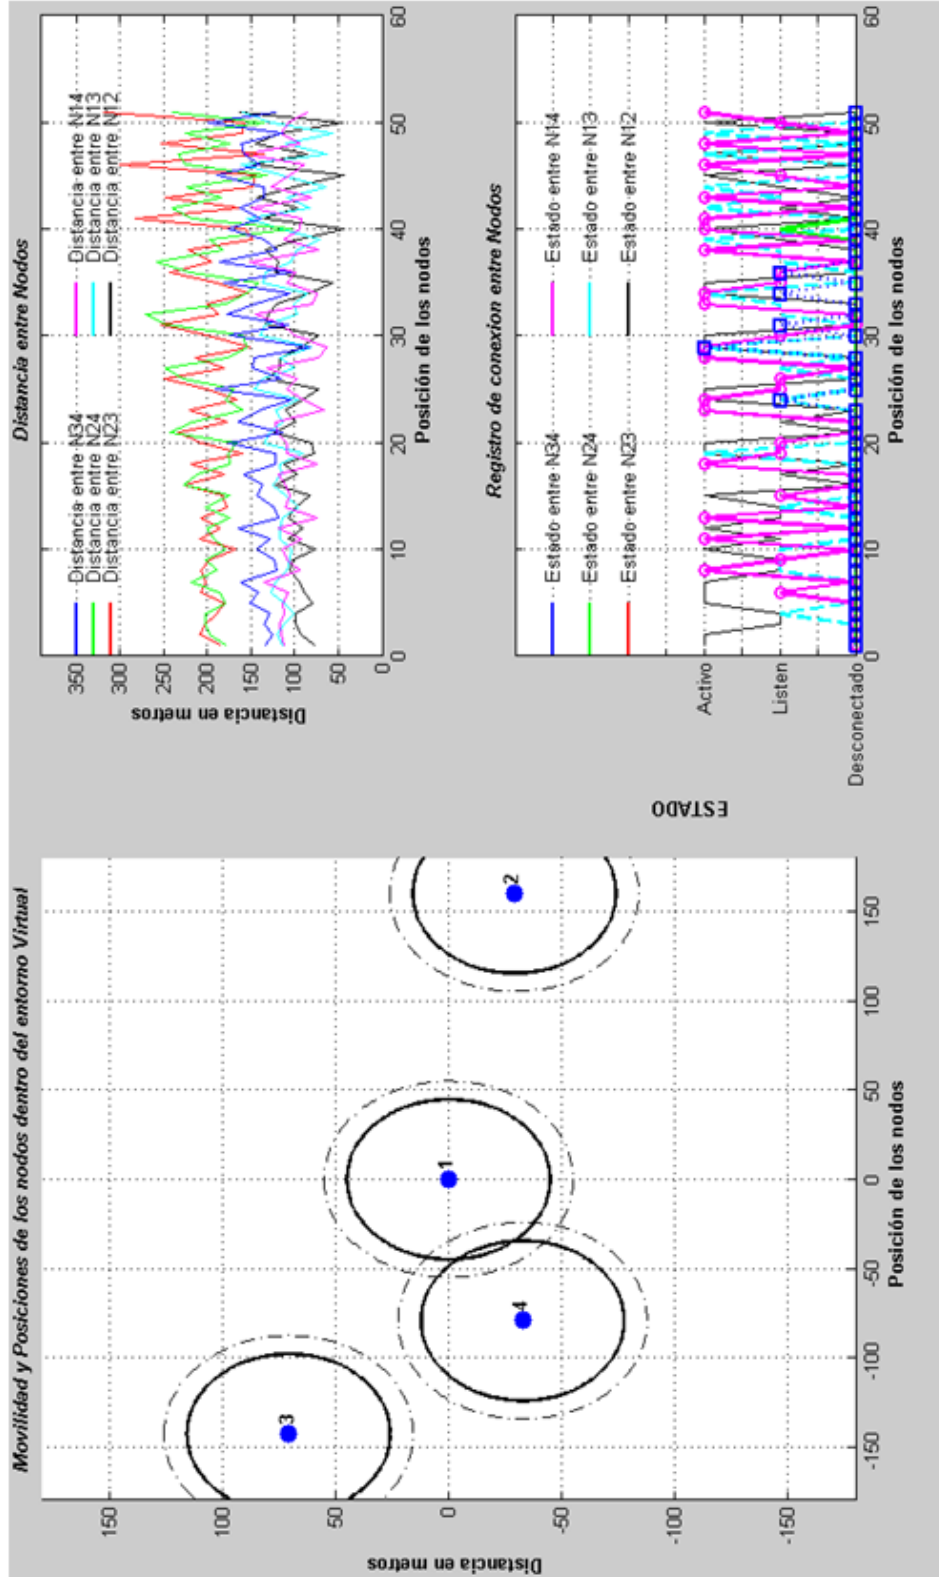 Movilidad y Posiciones de los nodos dentro del entorno Virtual
Distancia en metros
150
100
50
0
-50
-100
-150
-150
-100
-50
0
50
100
150
Posición de los nodos
1
2
3
4
Distancia entre Nodos
Distancia en metros
350
300
250
200
150
100
50
0
0
10
20
30
40
50
60
Posición de los nodos
Distancia entre N34
Distancia entre N24
Distancia entre N23
Distancia entre N14
Distancia entre N13
Distancia entre N12
Registro de conexion entre Nodos
ESTADO
Activo
Listen
Desconectado
0
10
20
30
40
50
60
Posición de los nodos
Estado entre N34
Estado entre N24
Estado entre N23
Estado entre N14
Estado entre N13
Estado entre N12